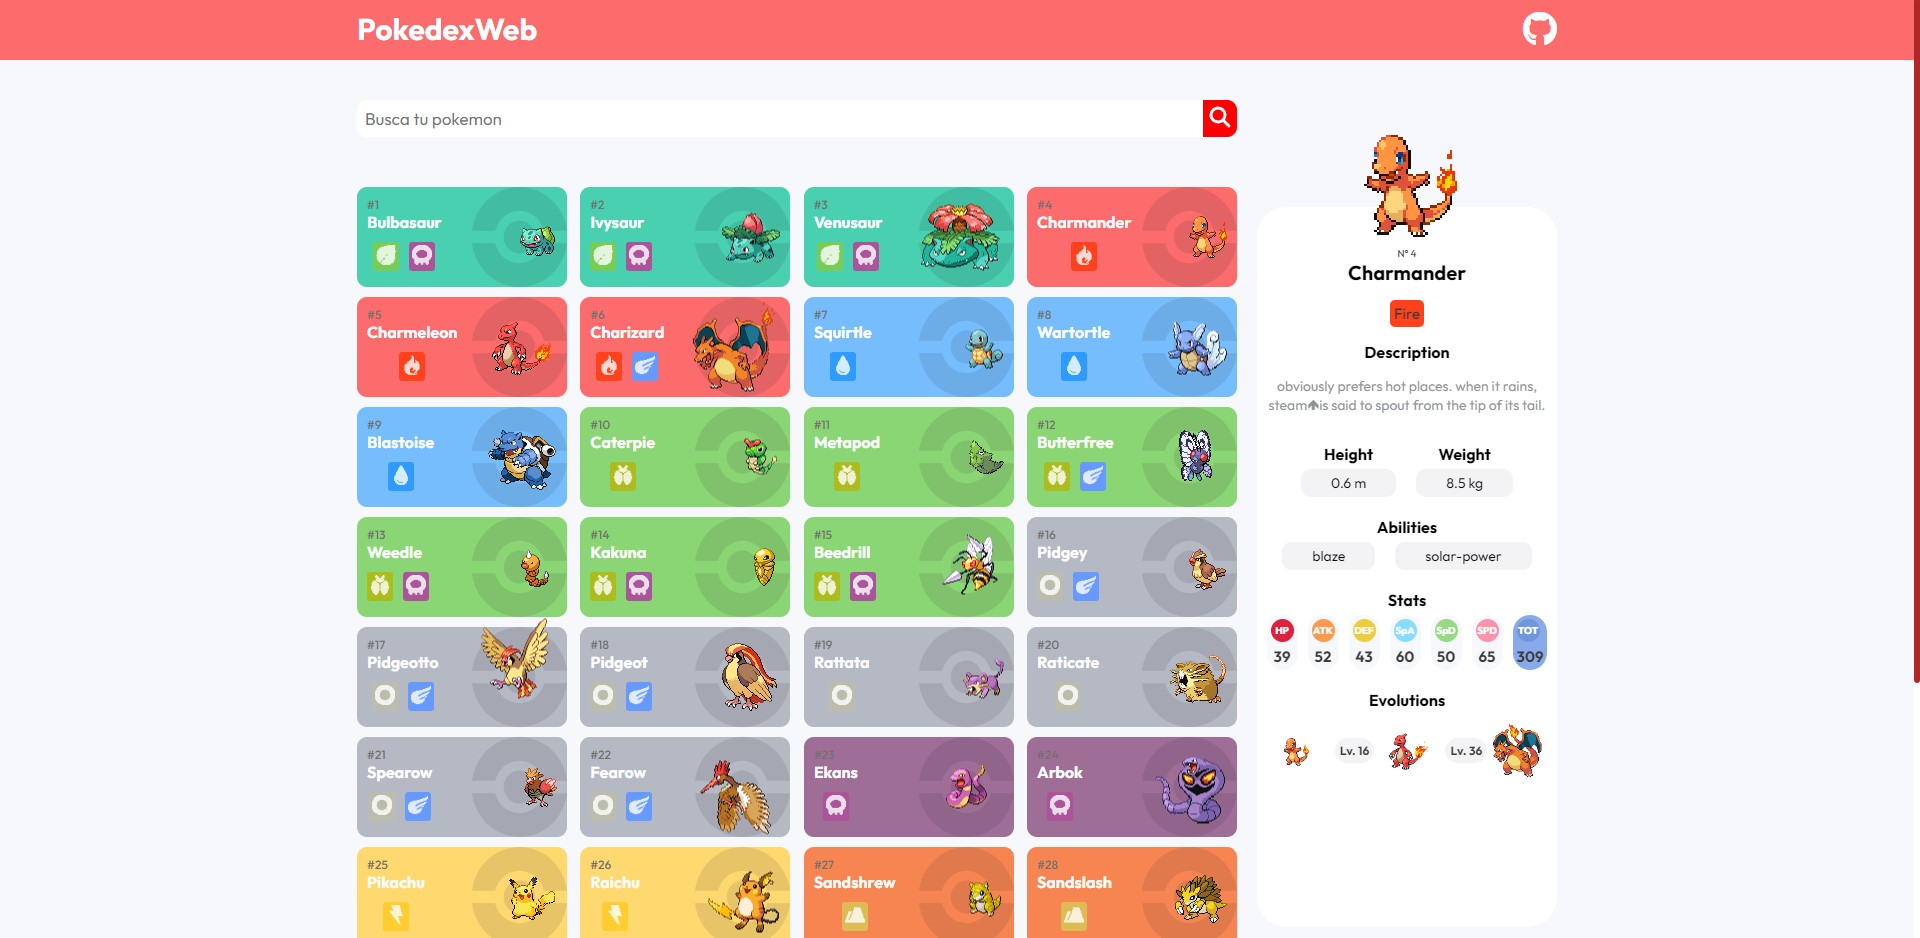 PokedexWeb
Busca tu pokemon
#1
Bulbasaur
#2
Ivysaur
#3
Venusaur
#4
Charmander
#5
Charmeleon
#6
Charizard
#7
Squirtle
#8
Wartortle
#9
Blastoise
#10
Caterpie
#11
Metapod
#12
Butterfree
#13
Weedle
#14
Kakuna
#15
Beedrill
#16
Pidgey
#17
Pidgeotto
#18
Pidgeot
#19
Rattata
#20
Raticate
#21
Spearow
#22
Fearow
#23
Ekans
#24
Arbok
#25
Pikachu
#26
Raichu
#27
Sandshrew
#28
Sandslash
N° 4
Charmander
Fire
Description
obviously prefers hot places. when it rains,
steam↑is said to spout from the tip of its tail.
Height Weight
0.6 m 8.5 kg
Abilities
blaze solar-power
Stats
HP ATK DEF SpA SpD SPD TOT
39 52 43 60 50 65 309
Evolutions
Lv. 16 Lv. 36